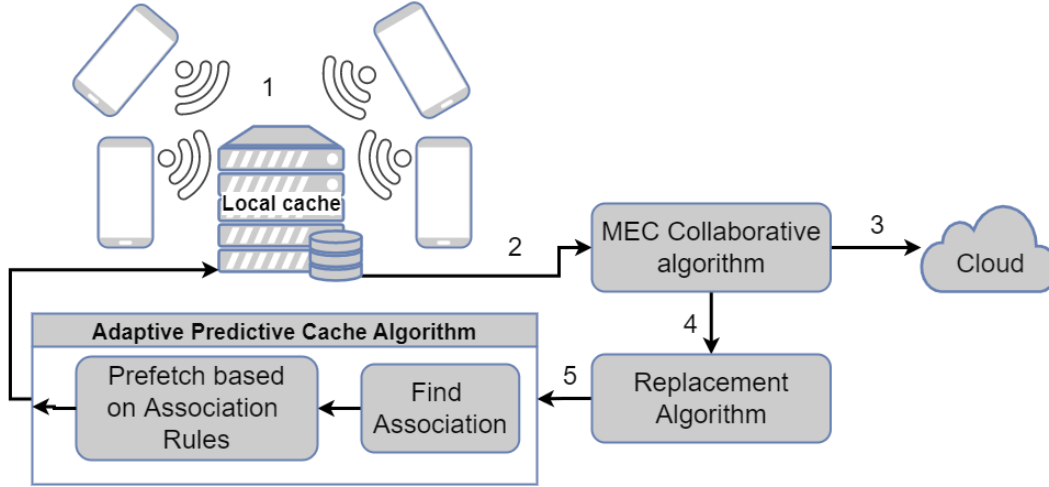 1
Local cache
2
MEC Collaborative
algorithm
3
Cloud
4
Adaptive Predictive Cache Algorithm
Prefetch based
on Association
Rules
Find
Association
5
Replacement
Algorithm